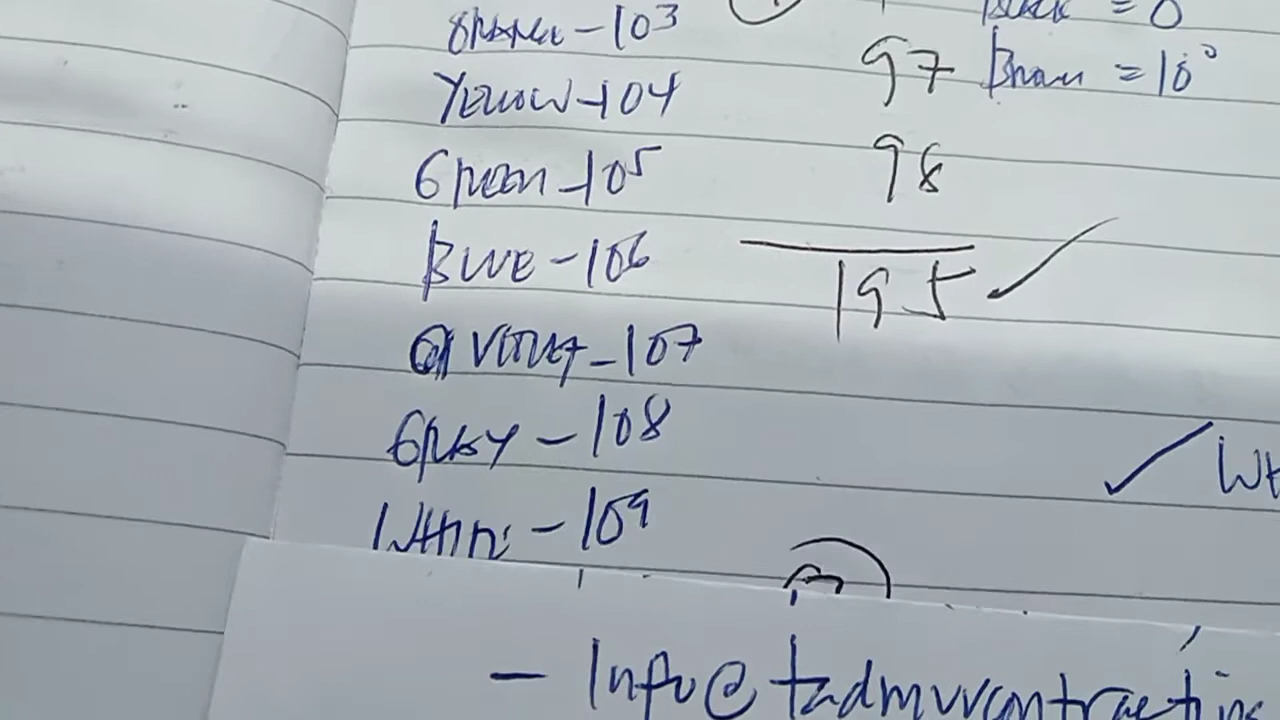 ORANGE - 10³
YELLOW - 10⁴
GREEN - 10⁵
BLUE - 10⁶
VIOLET - 10⁷
GREY - 10⁸
WHITE - 10⁹
Black = 0
97 Brown = 10⁰
98
195 ✓
✓ WH
- Info@tadmurcontracting